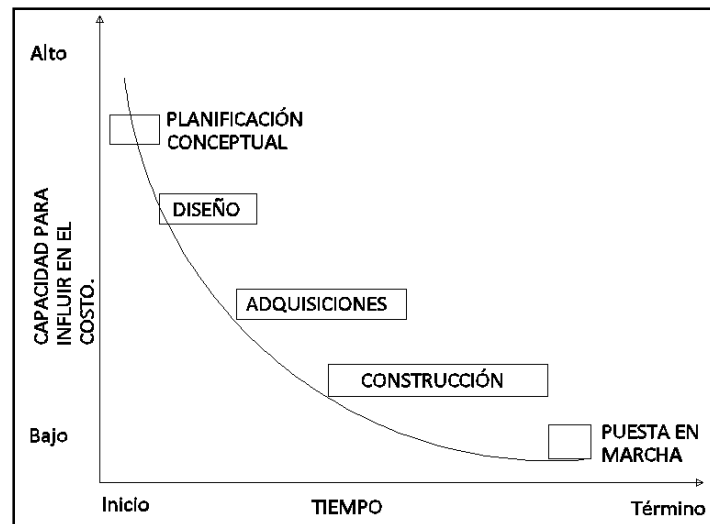 Alto
PLANIFICACIÓN
CONCEPTUAL
DISEÑO
CAPACIDAD PARA
INFLUIR EN EL
COSTO.
ADQUISICIONES
CONSTRUCCIÓN
Bajo
PUESTA EN
MARCHA
Inicio
TIEMPO
Término